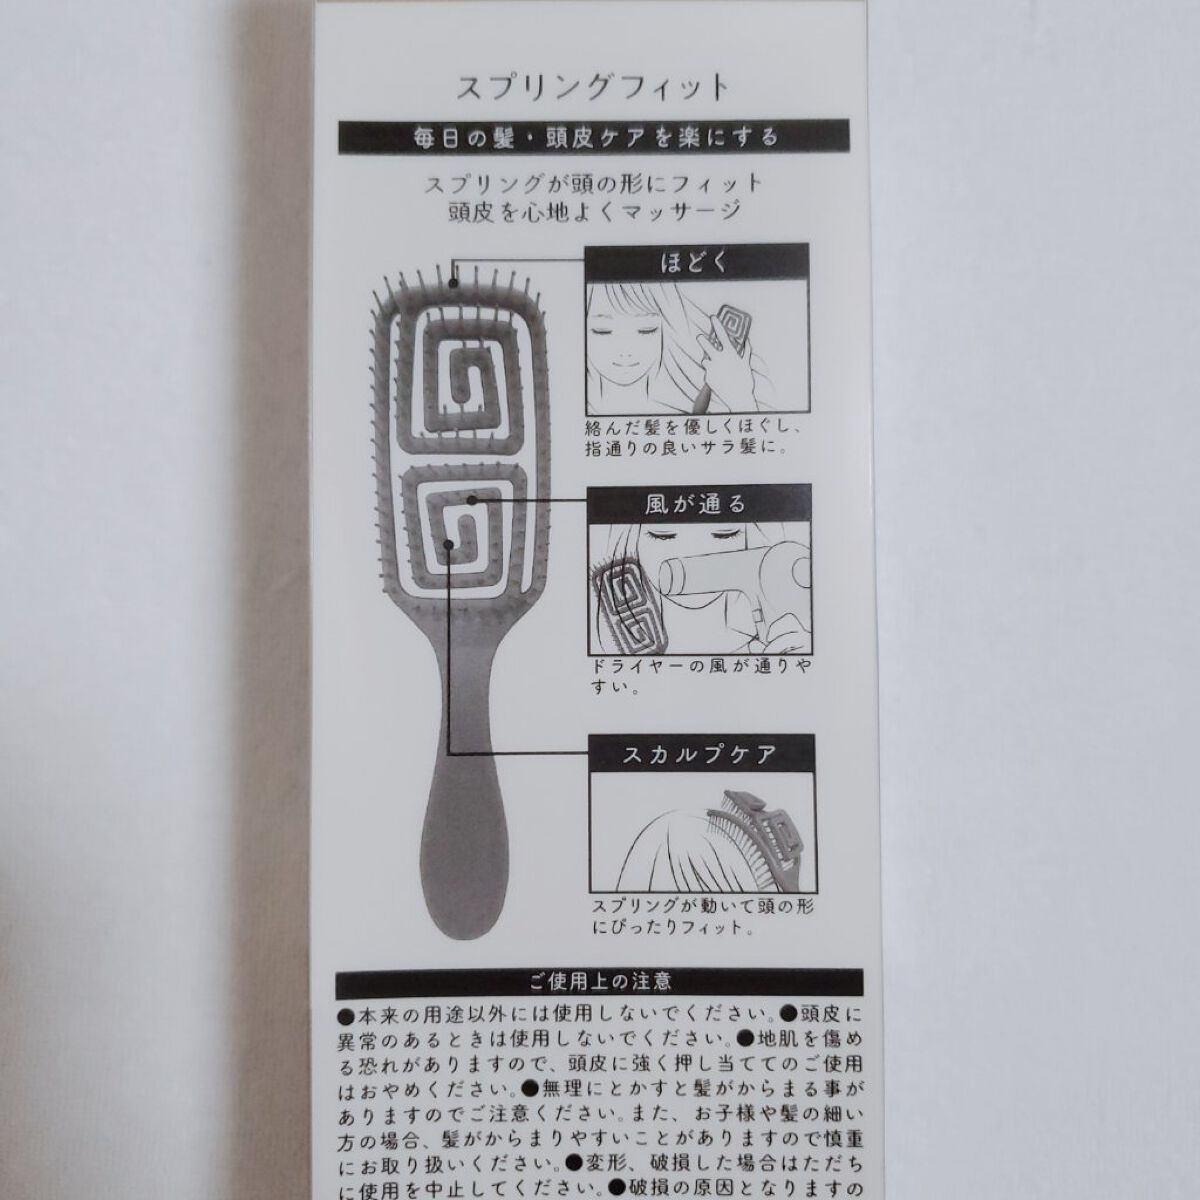 スプリングフィット
毎日の髪・頭皮ケアを楽にする
スプリングが頭の形にフィット
頭皮を心地よくマッサージ
ほどく
絡んだ髪を優しくほぐし、
指通りの良いサラ髪に。
風が通る
ドライヤーの風が通りや
すい。
スカルプケア
スプリングが動いて頭の形
にぴったりフィット。
ご使用上の注意
●本来の用途以外には使用しないでください。●頭皮に
異常のあるときは使用しないでください。●地肌を傷め
る恐れがありますので、頭皮に強く押し当ててのご使用
はおやめください。●無理にとかすと髪がからまる事が
ありますのでご注意ください。また、お子様や髪の細い
方の場合、髪がからまりやすいことがありますので慎重
にお取り扱いください。●変形、破損した場合はただち
に使用を中止してください。●破損の原因となりますの